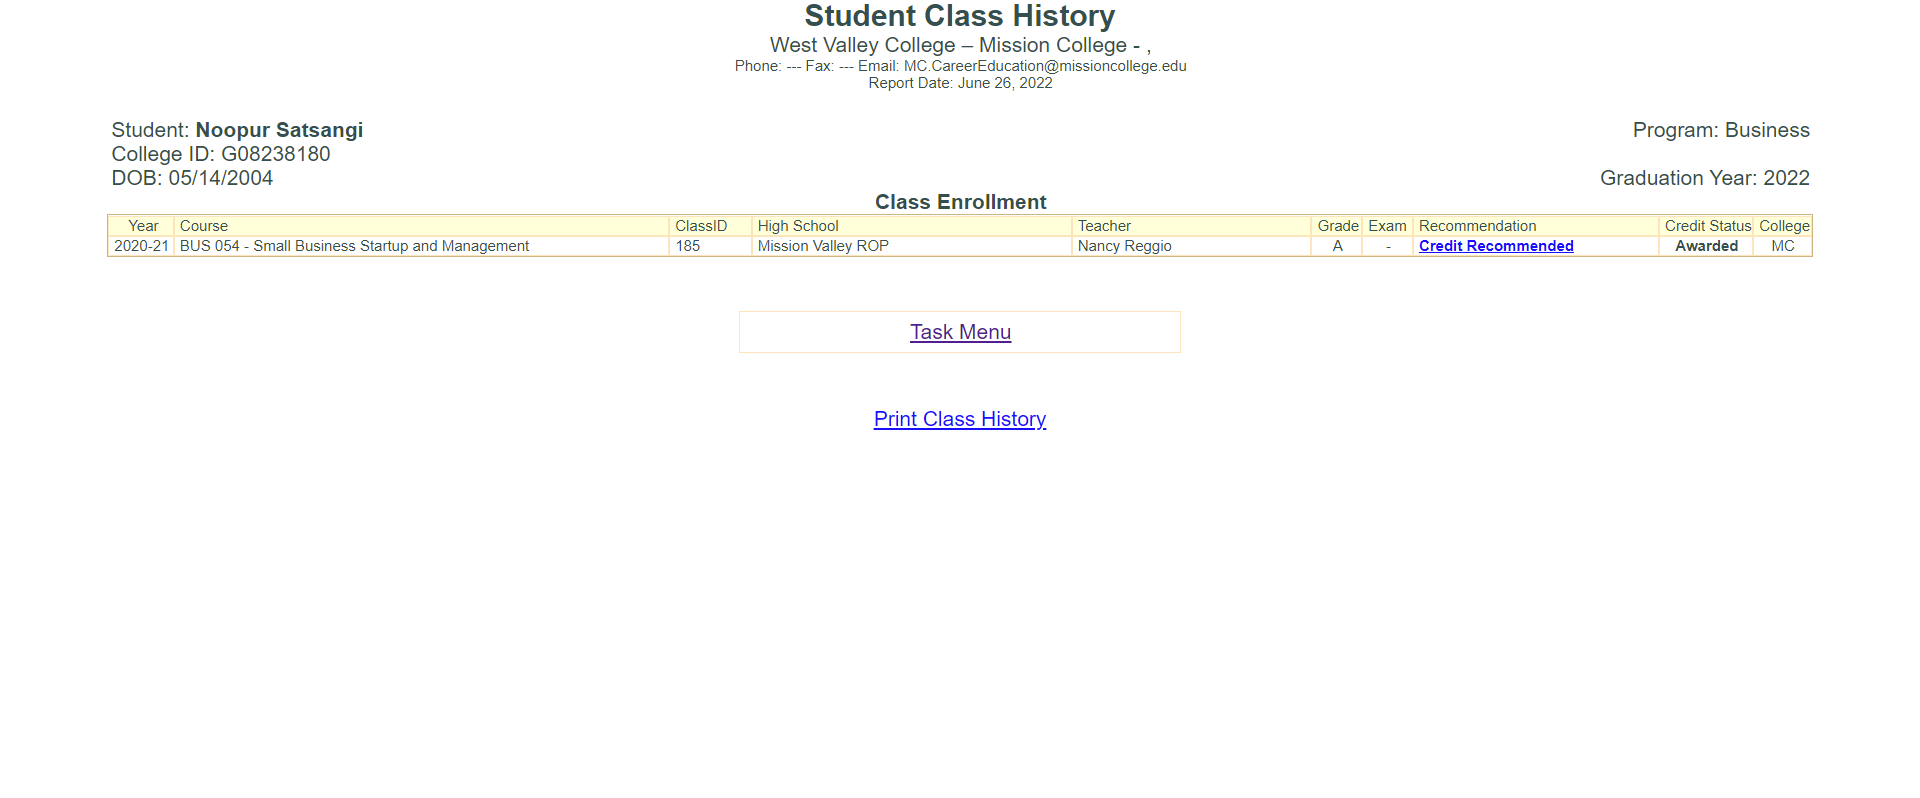 Student Class History
West Valley College – Mission College - ,
Phone: --- Fax: --- Email: MC.CareerEducation@missioncollege.edu
Report Date: June 26, 2022
Student: Noopur Satsangi Program: Business
College ID: G08238180
DOB: 05/14/2004 Graduation Year: 2022
Class Enrollment
Year Course ClassID High School Teacher Grade Exam Recommendation Credit Status College
2020-21 BUS 054 - Small Business Startup and Management 185 Mission Valley ROP Nancy Reggio A - Credit Recommended Awarded MC
Task Menu
Print Class History